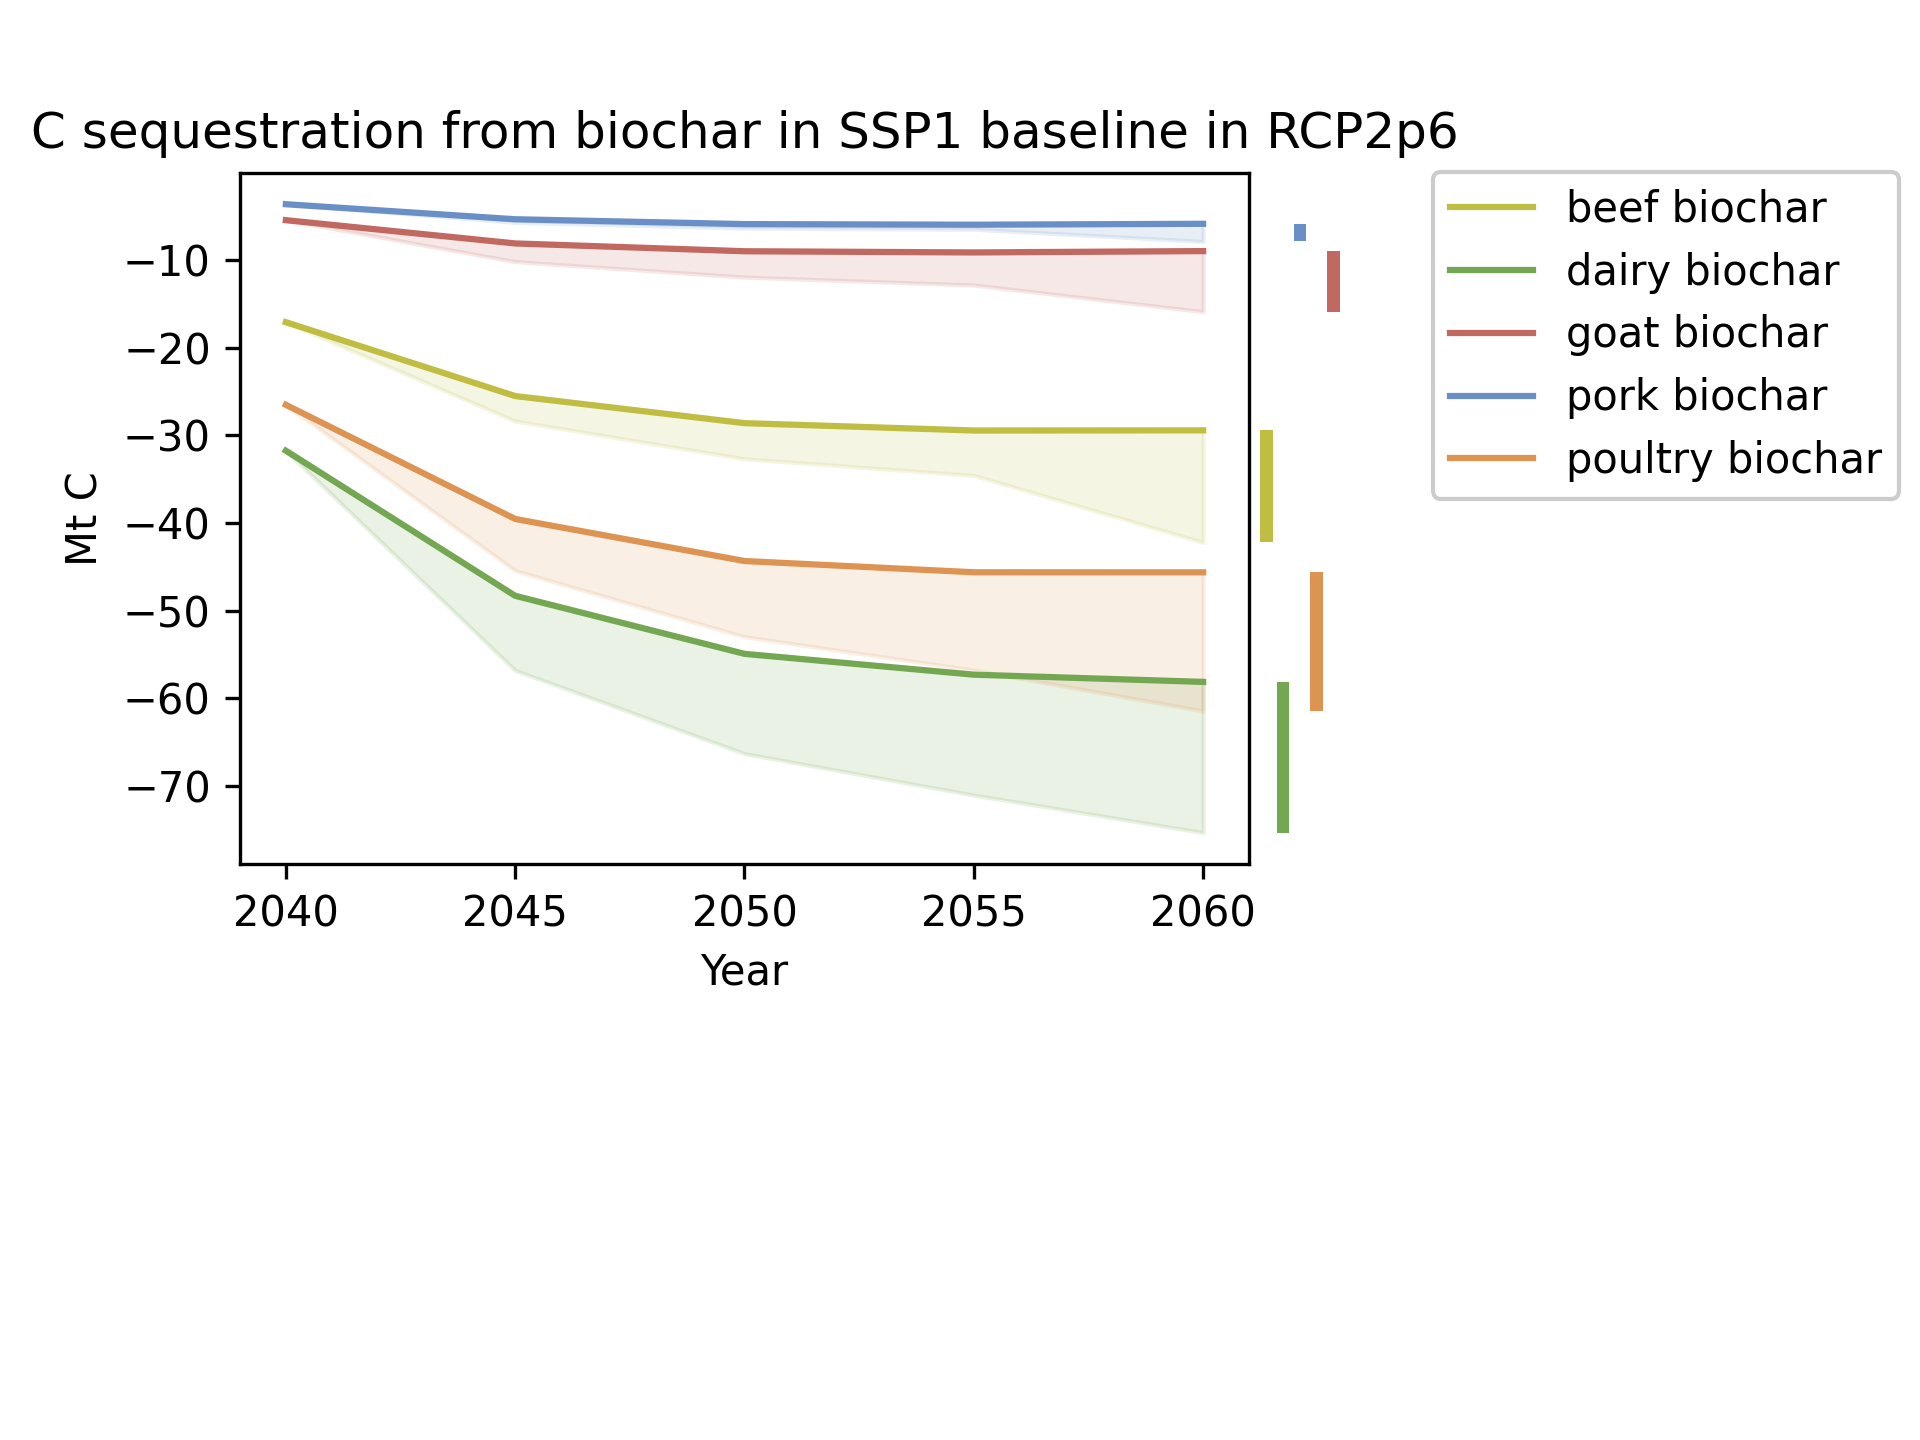 C sequestration from biochar in SSP1 baseline in RCP2p6
beef biochar
dairy biochar
goat biochar
pork biochar
poultry biochar
−10
−20
−30
−40
−50
−60
−70
Mt C
2040 2045 2050 2055 2060
Year